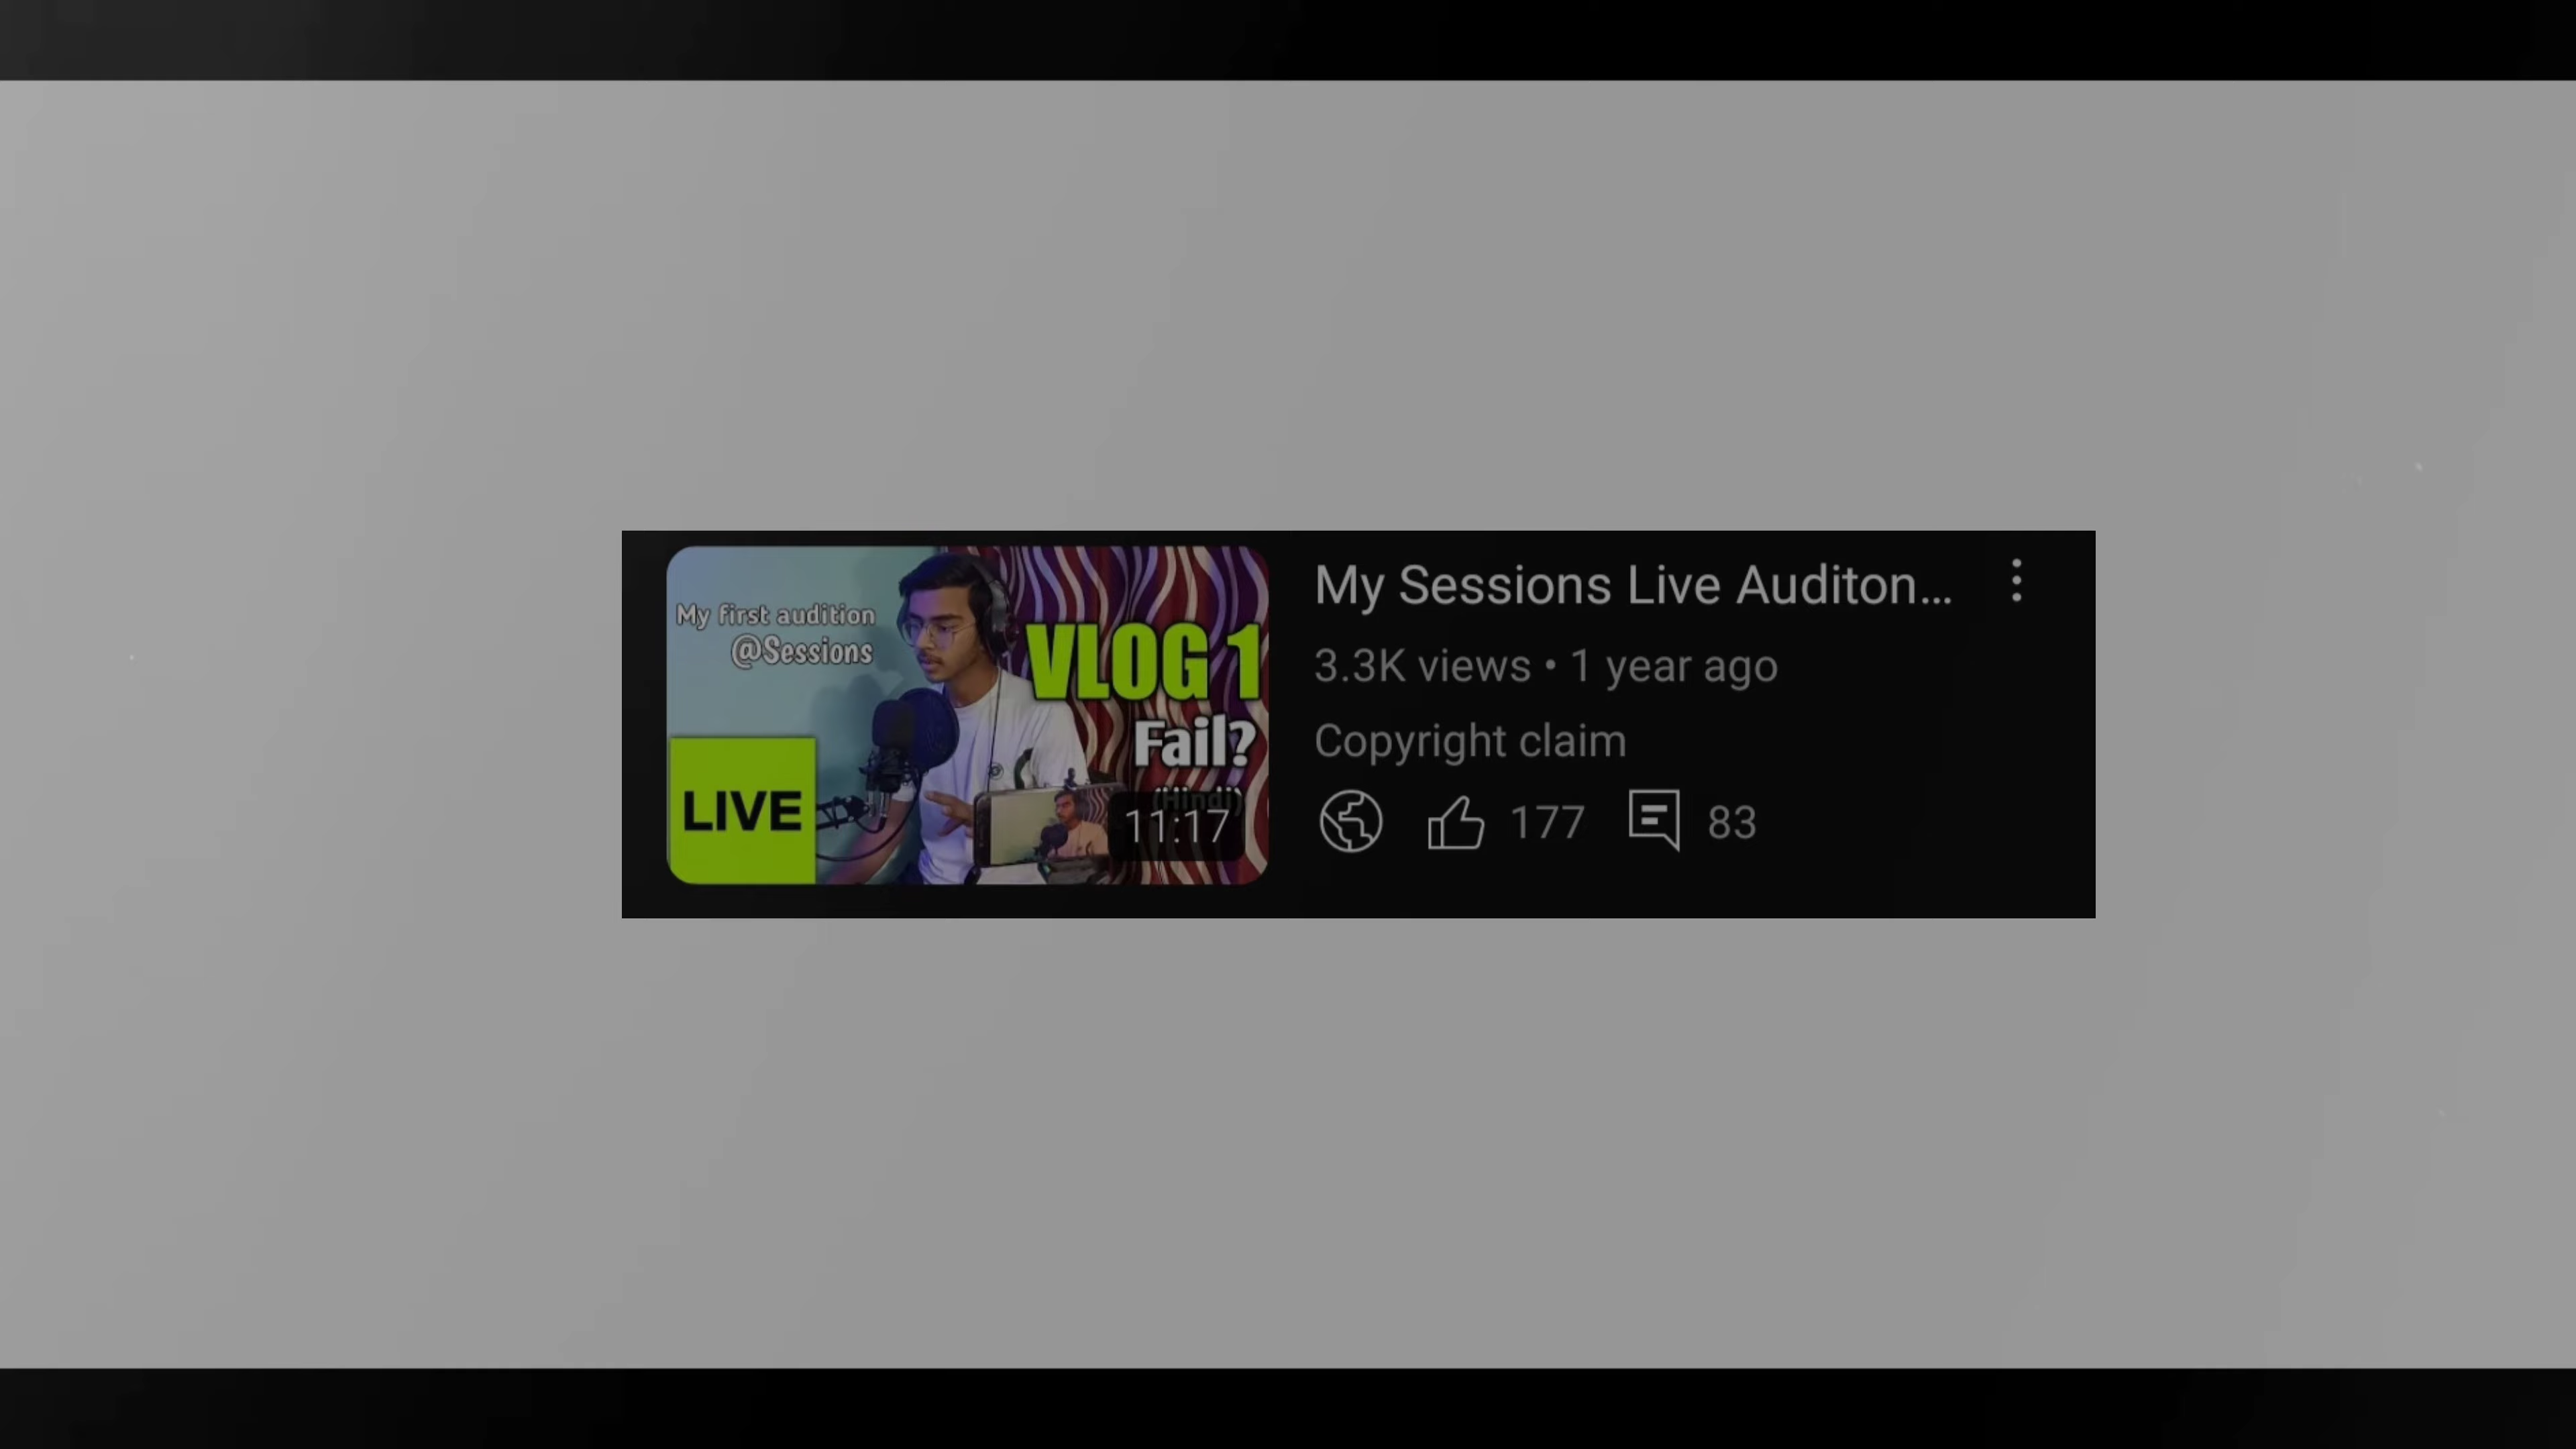 My first audition
@Sessions
VLOG 1
Fail?
(Hindi)
11:17
LIVE
My Sessions Live Auditon...
3.3K views • 1 year ago
Copyright claim
177
83